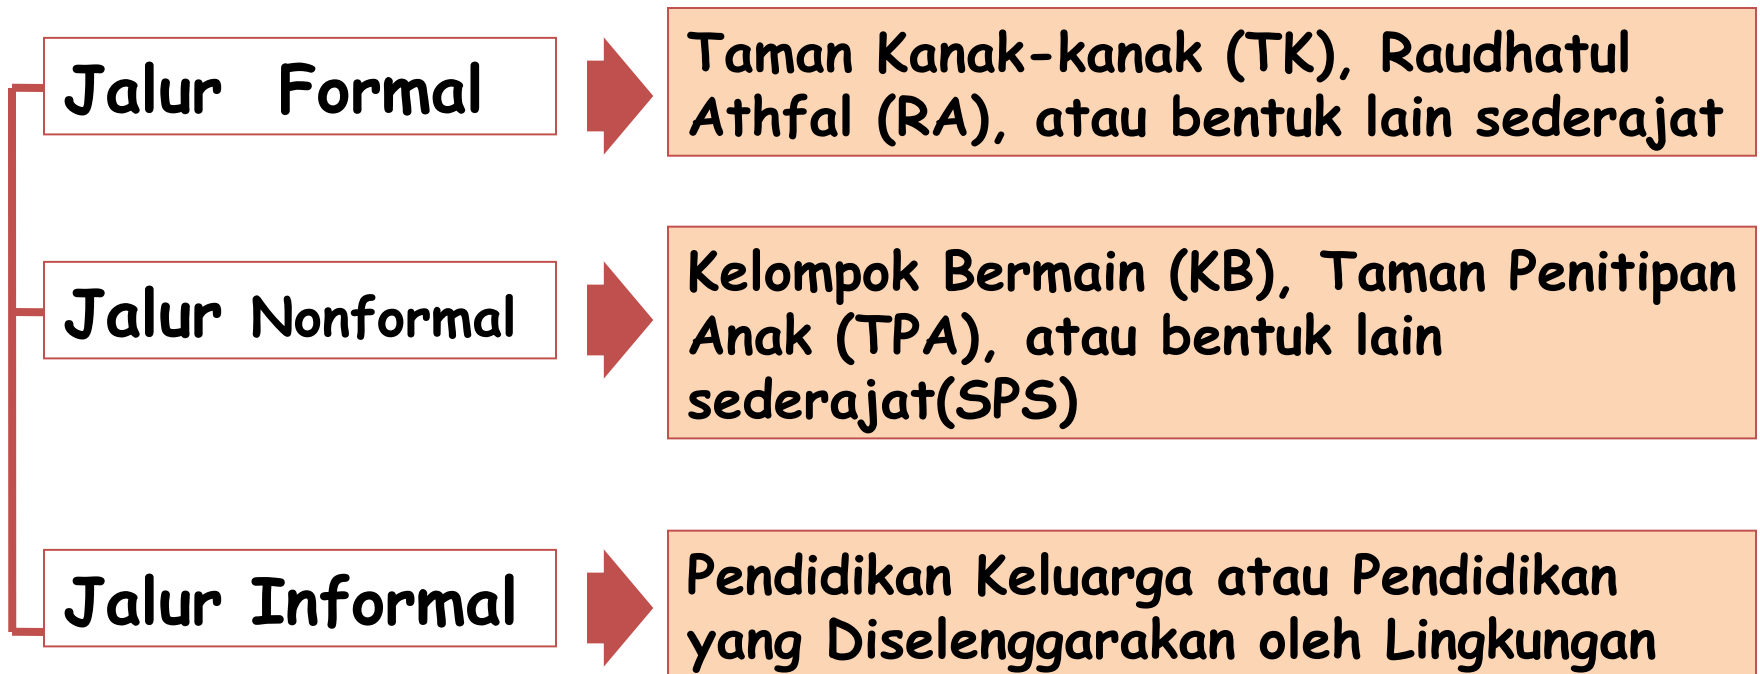 Jalur Formal
Taman Kanak-kanak (TK), Raudhatul
Athfal (RA), atau bentuk lain sederajat
Jalur Nonformal
Kelompok Bermain (KB), Taman Penitipan
Anak (TPA), atau bentuk lain
sederajat(SPS)
Jalur Informal
Pendidikan Keluarga atau Pendidikan
yang Diselenggarakan oleh Lingkungan